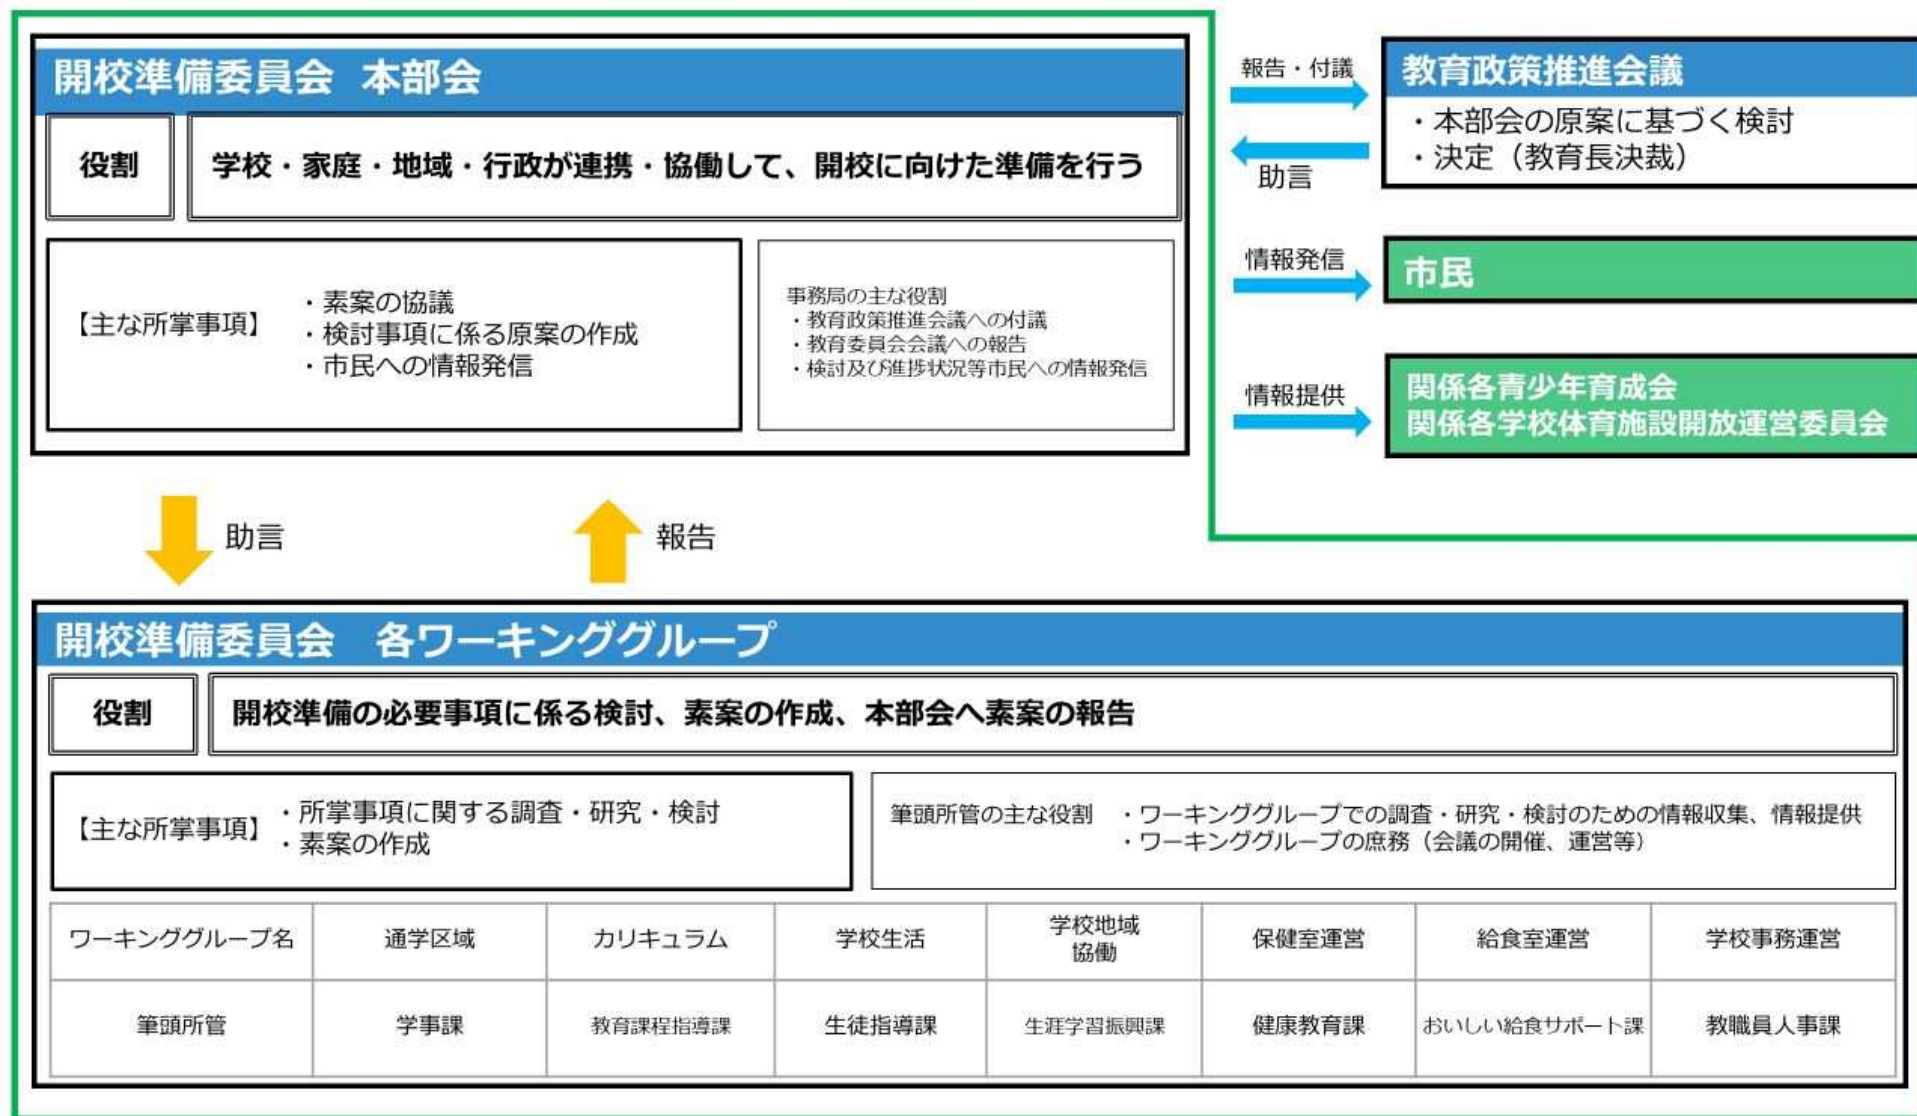 開校準備委員会 本部会
役割
学校・家庭・地域・行政が連携・協働して、開校に向けた準備を行う
【主な所掌事項】
・素案の協議
・検討事項に係る原案の作成
・市民への情報発信
事務局の主な役割
・教育政策推進会議への付議
・教育委員会会議への報告
・検討及び進捗状況等市民への情報発信
報告・付議
助言
教育政策推進会議
・本部会の原案に基づく検討
・決定（教育長決裁）
情報発信
市民
情報提供
関係各青少年育成会
関係各学校体育施設開放運営委員会
助言
報告
開校準備委員会 各ワーキンググループ
役割
開校準備の必要事項に係る検討、素案の作成、本部会へ素案の報告
【主な所掌事項】
・所掌事項に関する調査・研究・検討
・素案の作成
筆頭所管の主な役割 ・ワーキンググループでの調査・研究・検討のための情報収集、情報提供
・ワーキンググループの庶務（会議の開催、運営等）
ワーキンググループ名 通学区域 カリキュラム 学校生活 学校地域
協働 保健室運営 給食室運営 学校事務運営
筆頭所管 学事課 教育課程指導課 生徒指導課 生涯学習振興課 健康教育課 おいしい給食サポート課 教職員人事課